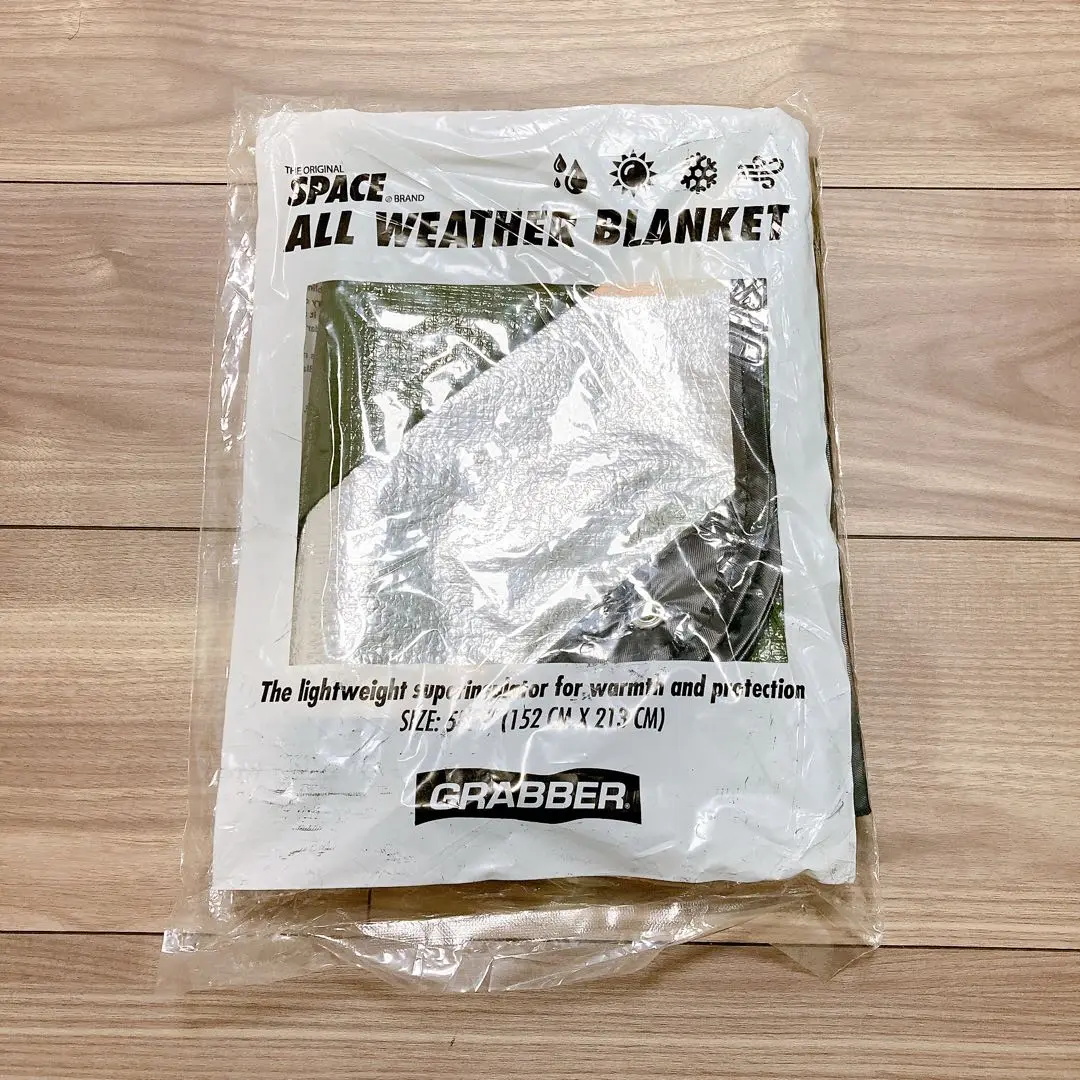 THE ORIGINAL
SPACE® BRAND
ALL WEATHER BLANKET
The lightweight superinsulator for warmth and protection
SIZE: (152 CM X 213 CM)
GRABBER®